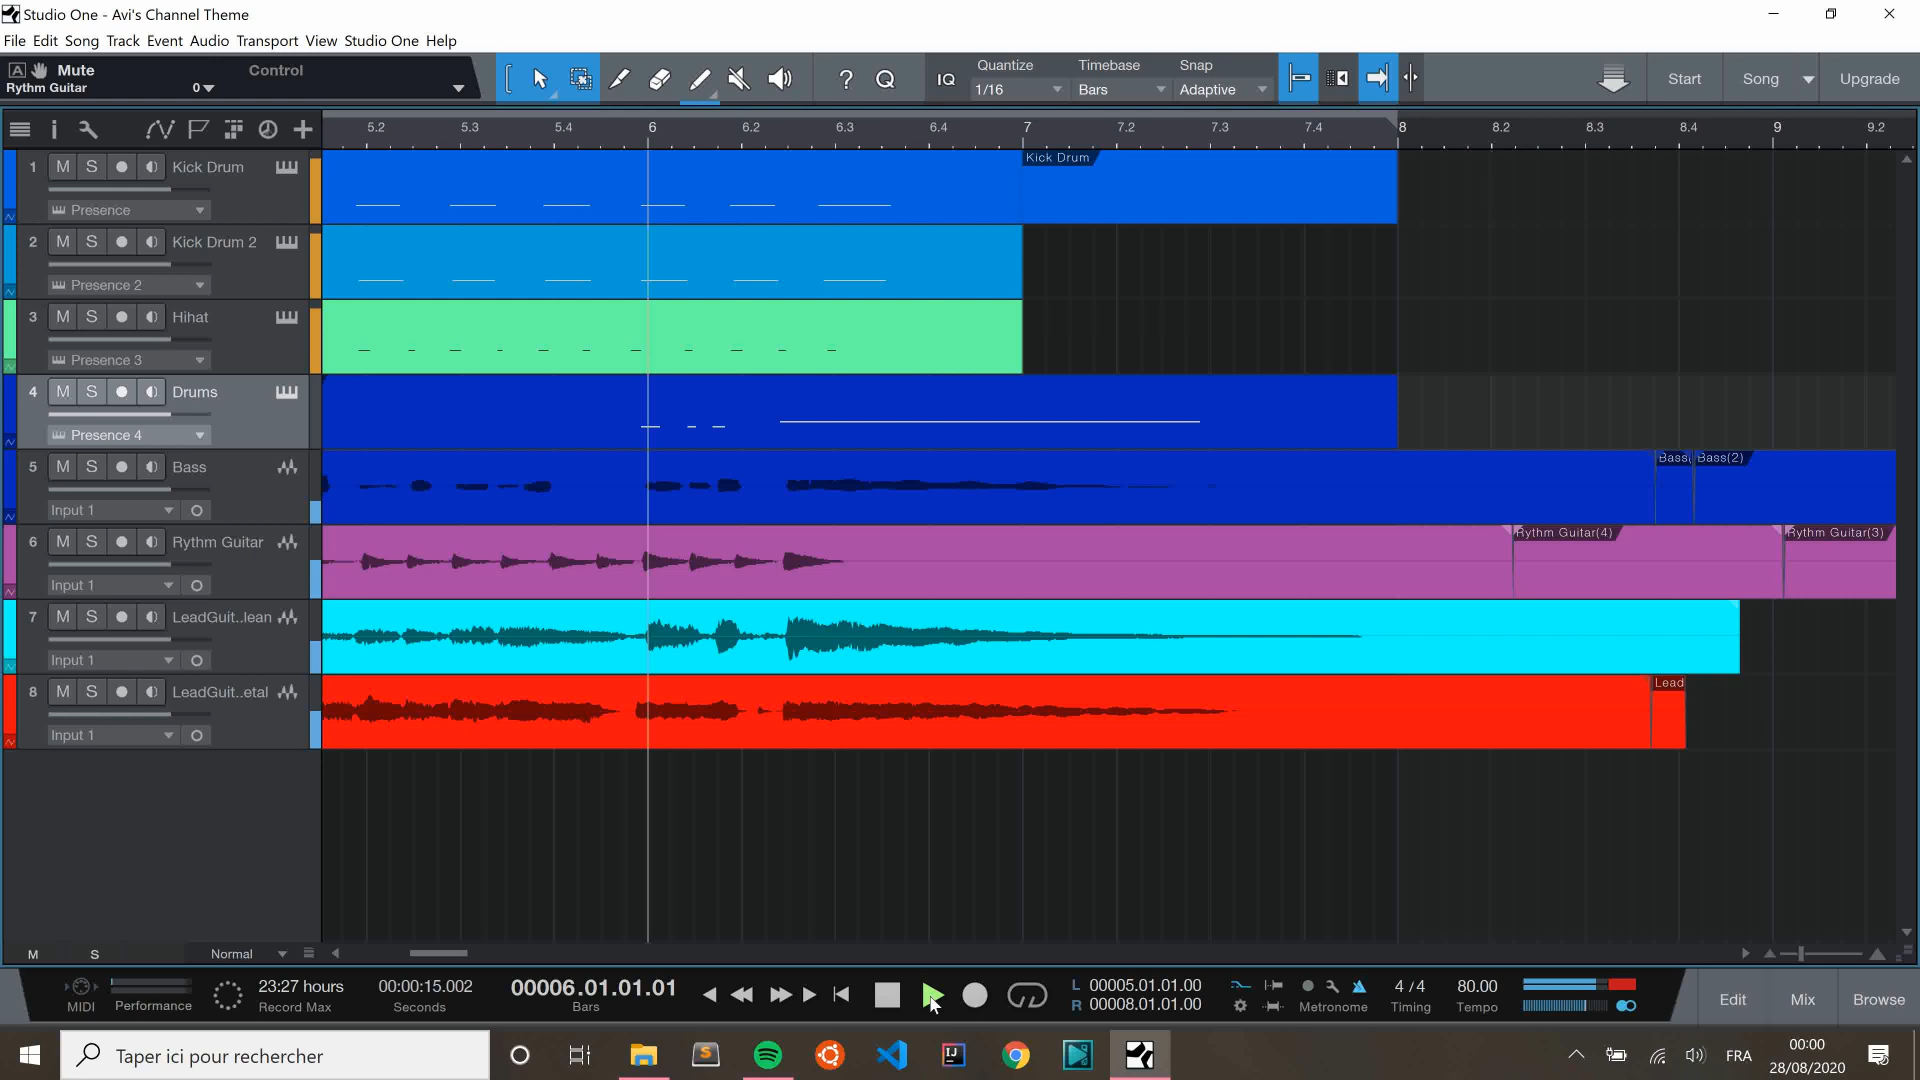 Studio One - Avi's Channel Theme
File Edit Song Track Event Audio Transport View Studio One Help
A Mute Control
Rythm Guitar 0
? Q IQ
Quantize Timebase Snap
1/16 Bars Adaptive
Start Song Upgrade
5.2 5.3 5.4 6 6.2 6.3 6.4 7 7.2 7.3 7.4 8 8.2 8.3 8.4 9 9.2
1 M S Kick Drum
Presence
Kick Drum
2 M S Kick Drum 2
Presence 2
3 M S Hihat
Presence 3
4 M S Drums
Presence 4
5 M S Bass
Input 1
Bass( Bass(2)
6 M S Rythm Guitar
Input 1
Rythm Guitar(4) Rythm Guitar(3)
7 M S LeadGuit..lean
Input 1
8 M S LeadGuit..etal
Input 1
Lead
M S Normal
MIDI Performance
23:27 hours
Record Max
00:00:15.002
Seconds
00006.01.01.01
Bars
L 00005.01.01.00
R 00008.01.01.00
Metronome
4 / 4
Timing
80.00
Tempo
Edit Mix Browse
Taper ici pour rechercher
S IJ
FRA
00:00
28/08/2020